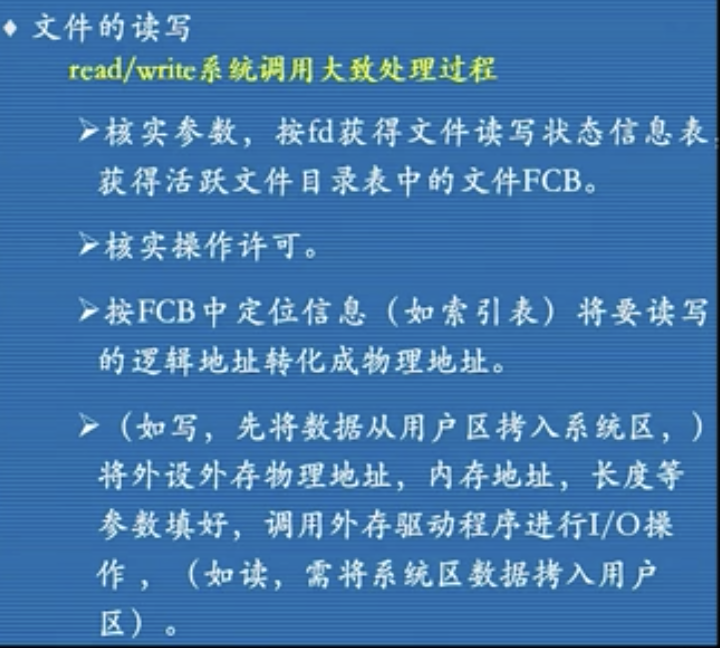 ♦ 文件的读写
read/write系统调用大致处理过程
➢核实参数，按fd获得文件读写状态信息表，
获得活跃文件目录表中的文件FCB。
➢核实操作许可。
➢按FCB中定位信息（如索引表）将要读写
的逻辑地址转化成物理地址。
➢（如写，先将数据从用户区拷入系统区，）
将外设外存物理地址，内存地址，长度等
参数填好，调用外存驱动程序进行I/O操
作，（如读，需将系统区数据拷入用户
区）。